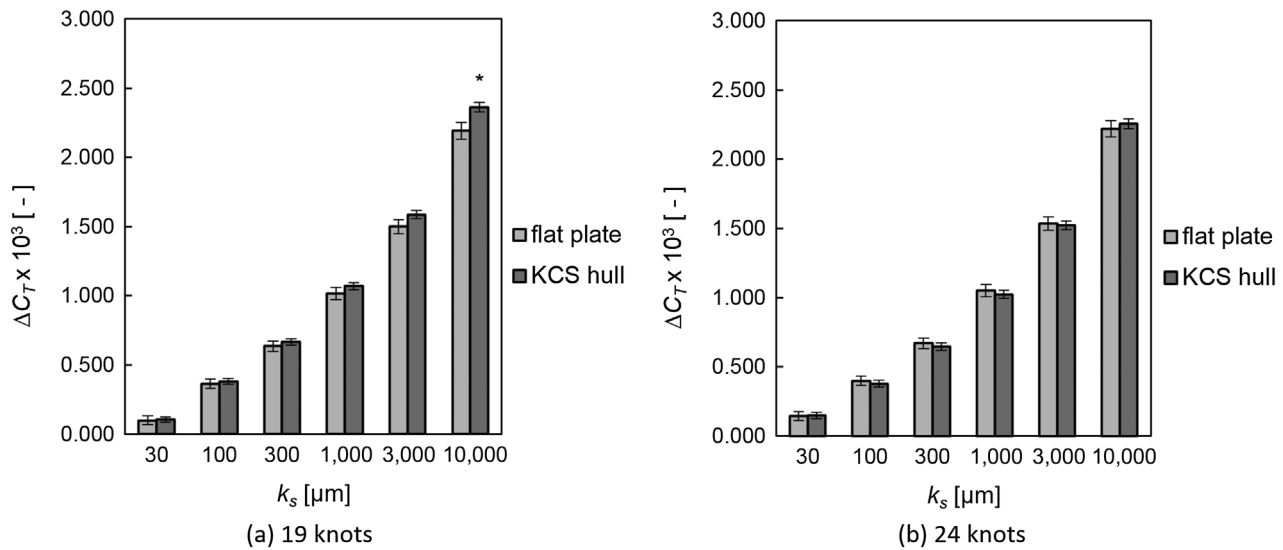 3.000
2.500
2.000
1.500
1.000
0.500
0.000
ΔC_T x 10³ [ - ]
*
30 100 300 1,000 3,000 10,000
k_s [µm]
flat plate
KCS hull
(a) 19 knots
3.000
2.500
2.000
1.500
1.000
0.500
0.000
ΔC_T x 10³ [ - ]
30 100 300 1,000 3,000 10,000
k_s [µm]
flat plate
KCS hull
(b) 24 knots